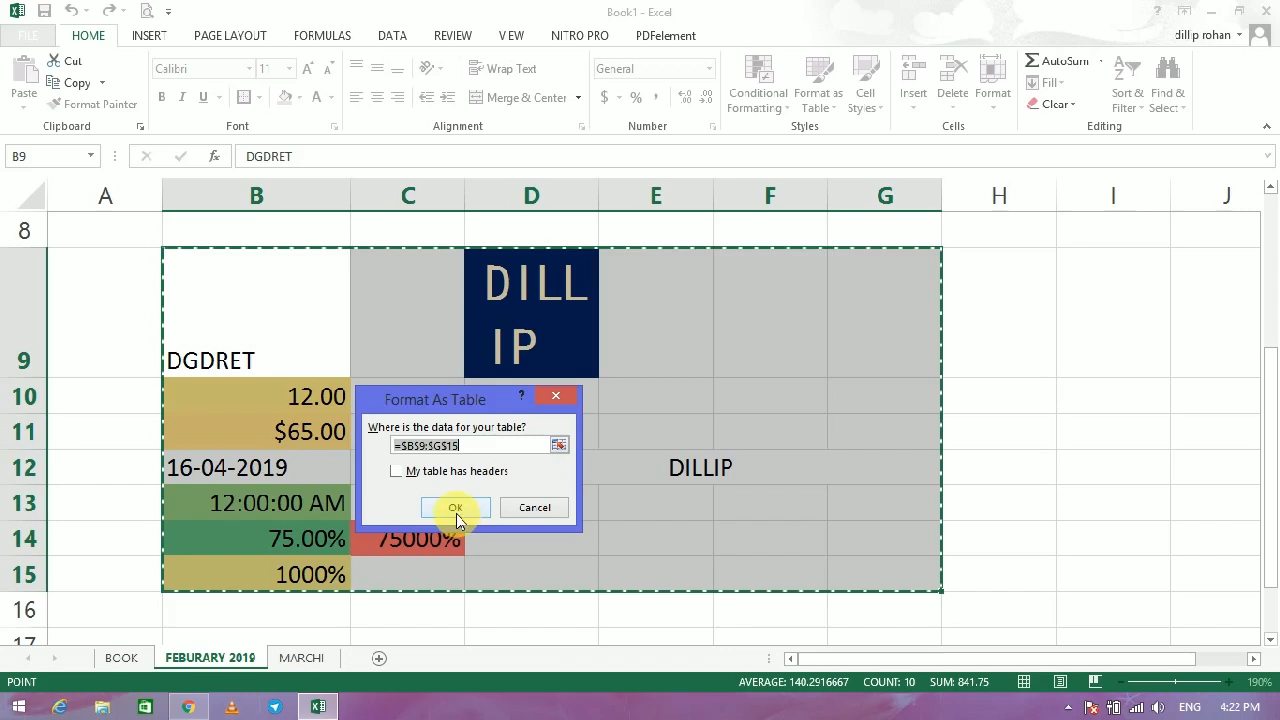 Book1 - Excel
FILE HOME INSERT PAGE LAYOUT FORMULAS DATA REVIEW VIEW NITRO PRO PDFelement dillip rohan
Paste Cut Calibri 11 Wrap Text General Conditional Formatting Format as Table Cell Styles Insert Delete Format AutoSum Sort & Filter Find & Select
Copy B I U Merge & Center $ % , Fill
Format Painter Clear
Clipboard Font Alignment Number Styles Cells Editing
B9 fx DGDRET
A B C D E F G H I J
8
DILL
IP
9 DGDRET
10 12.00 Format As Table ?
11 $65.00 Where is the data for your table?
=$B$9:$G$15
12 16-04-2019 My table has headers DILLIP
13 12:00:00 AM OK Cancel
14 75.00% 75000%
15 1000%
16
17
BOOK FEBURARY 2019 MARCHI
POINT AVERAGE: 140.2916667 COUNT: 10 SUM: 841.75 190%
ENG 4:22 PM